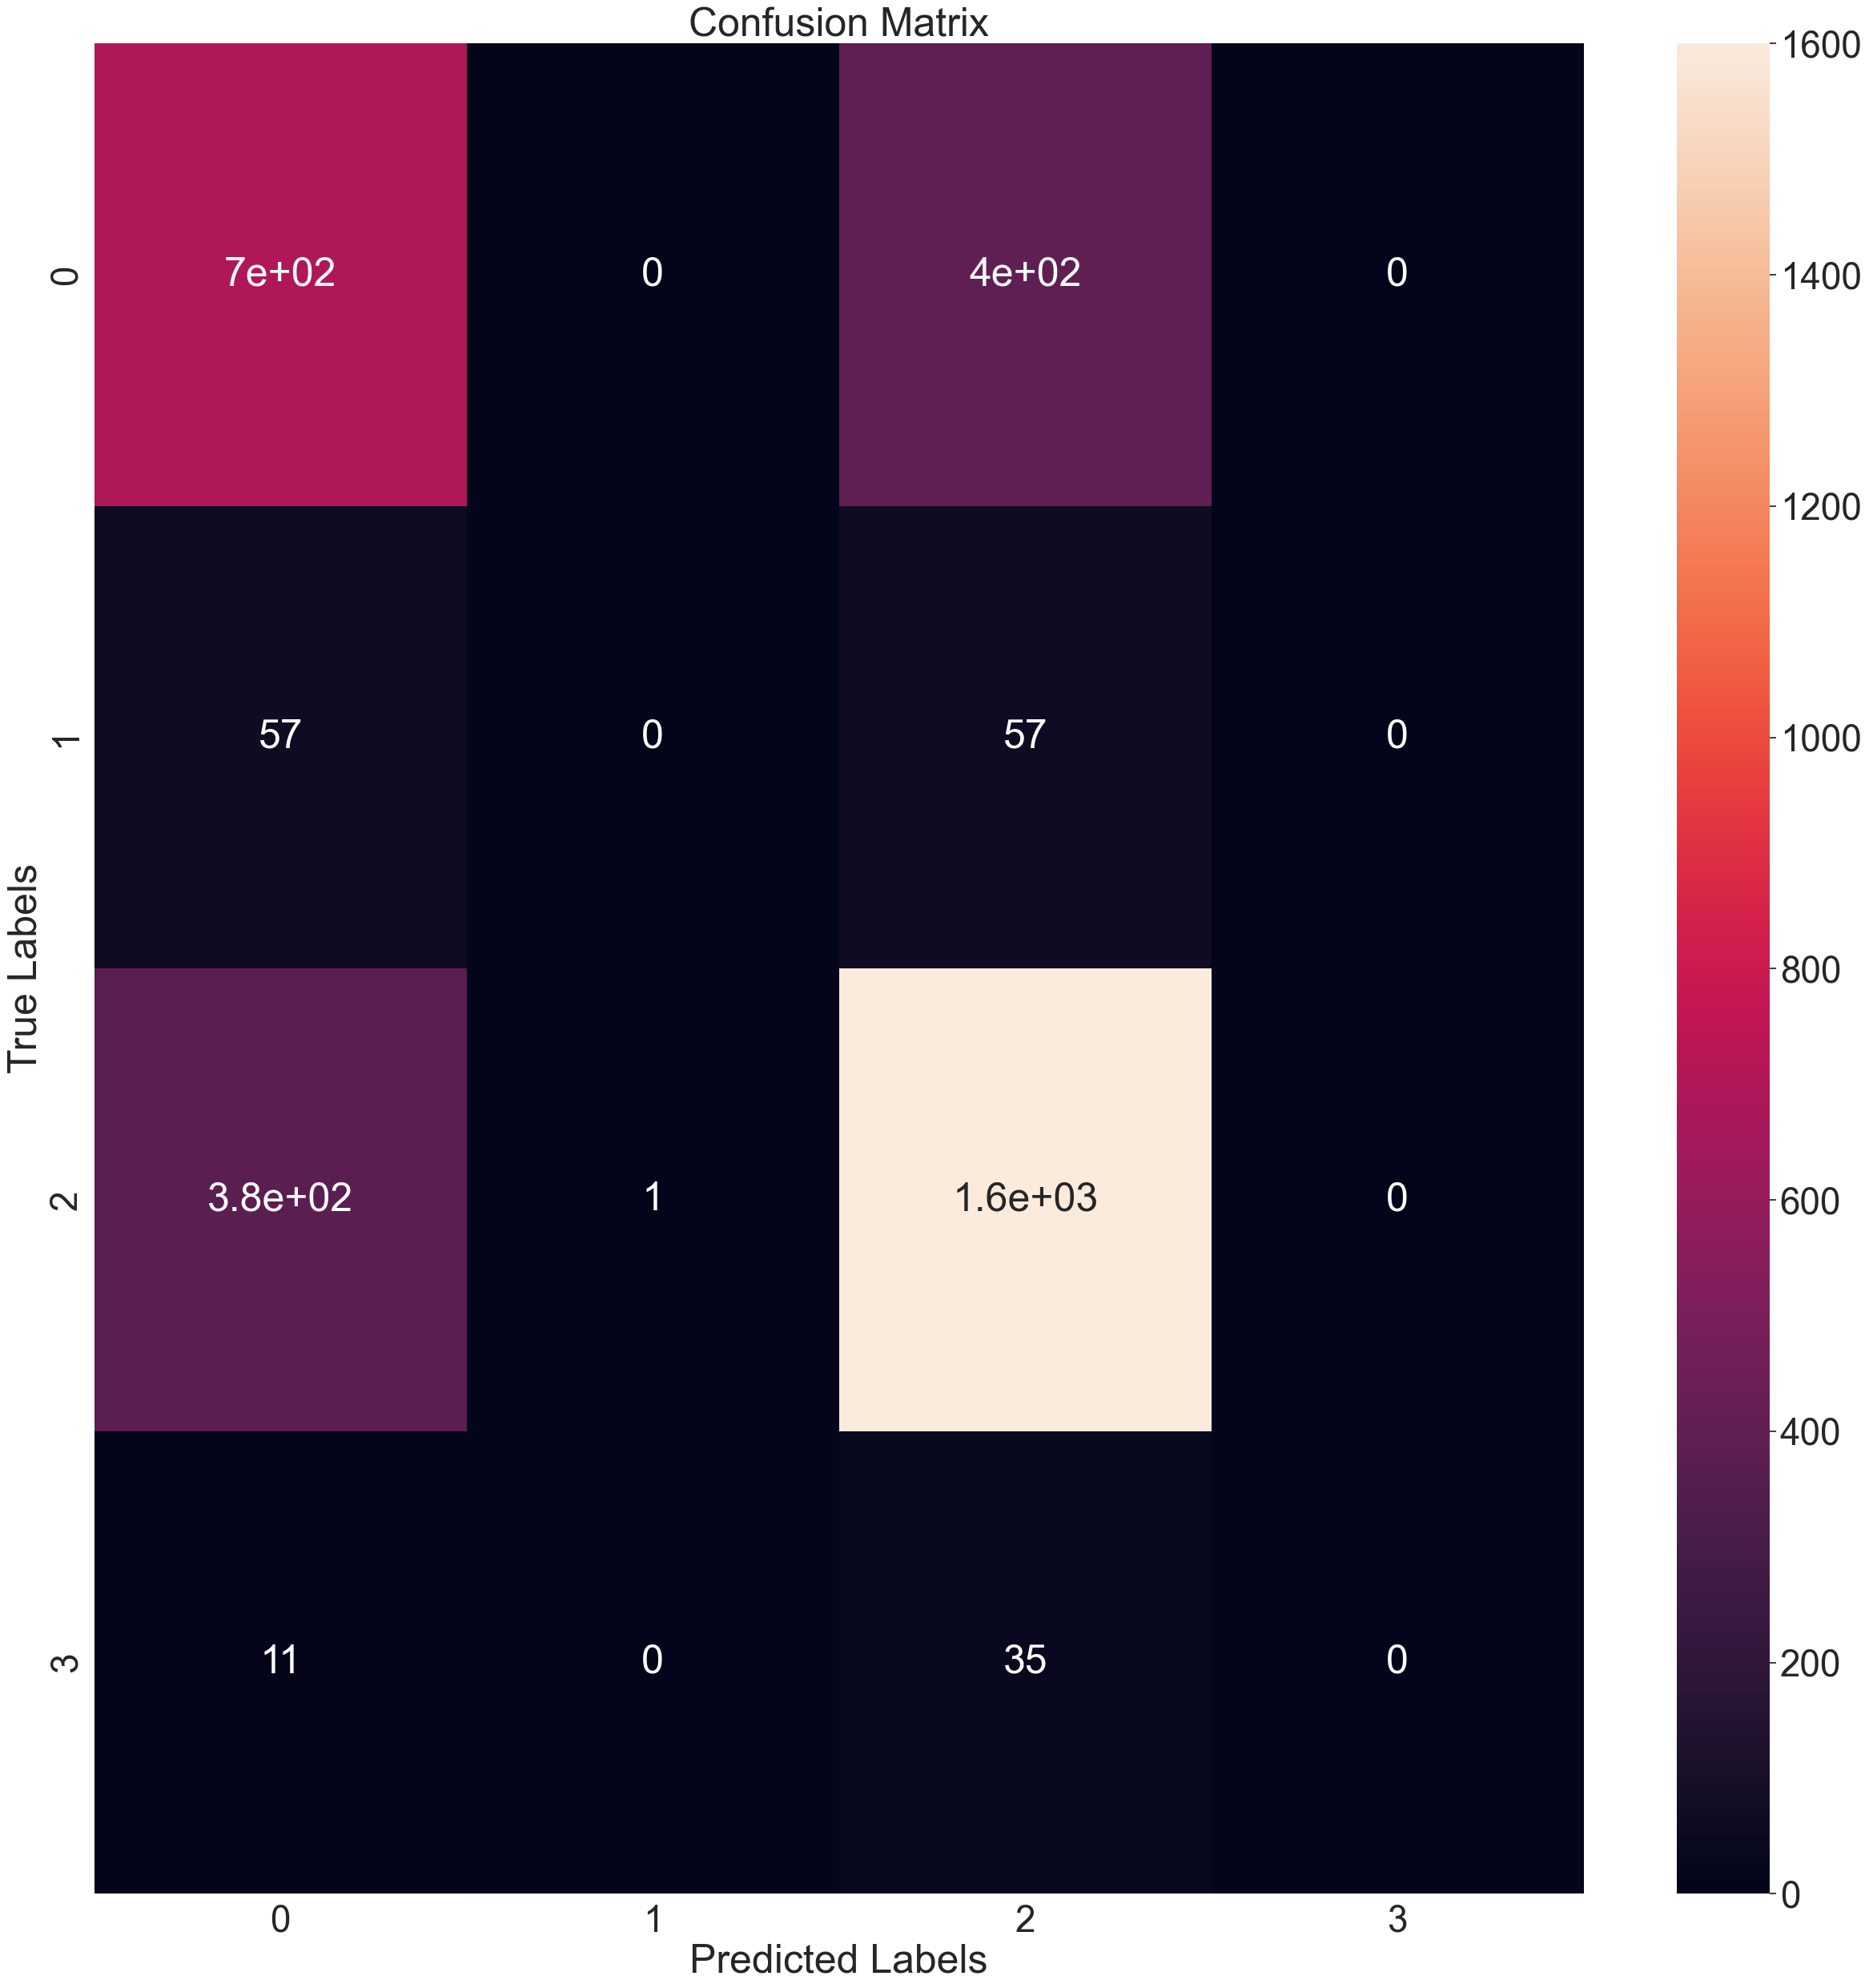 Confusion Matrix
0 7e+02 0 4e+02 0
1 57 0 57 0
2 3.8e+02 1 1.6e+03 0
3 11 0 35 0
0 1 2 3
Predicted Labels
True Labels
1600
1400
1200
1000
800
600
400
200
0